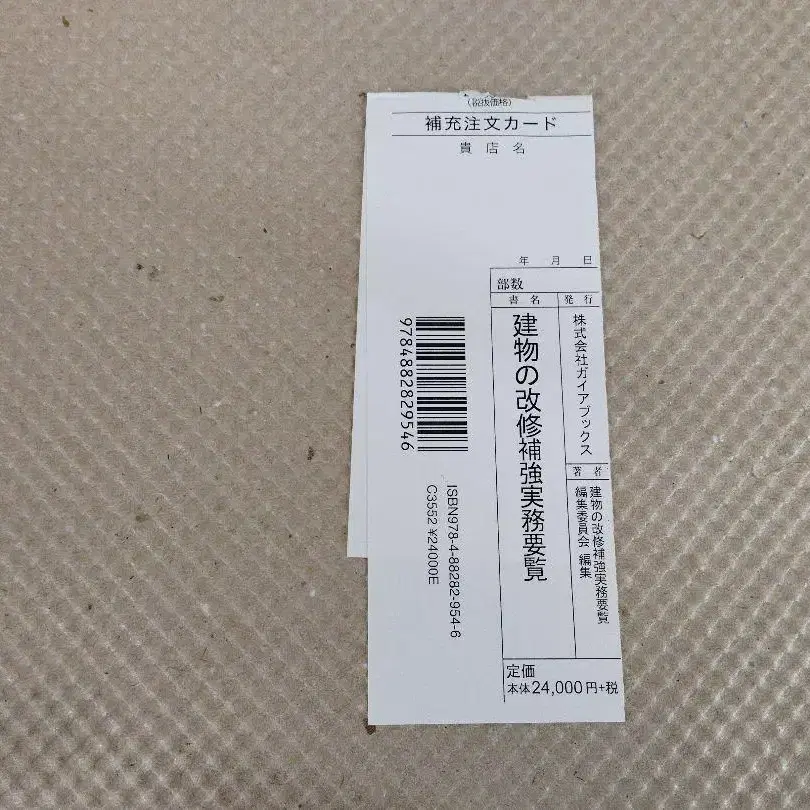 (税抜価格)
補充注文カード
貴店名
年 月 日
部数
書名
発行
建物の改修補強実務要覧
株式会社ガイアブックス
著者
建物の改修補強実務要覧
編集委員会 編集
9784882829546
ISBN978-4-88282-954-6
C3552 ¥24000E
定価
本体24,000円+税